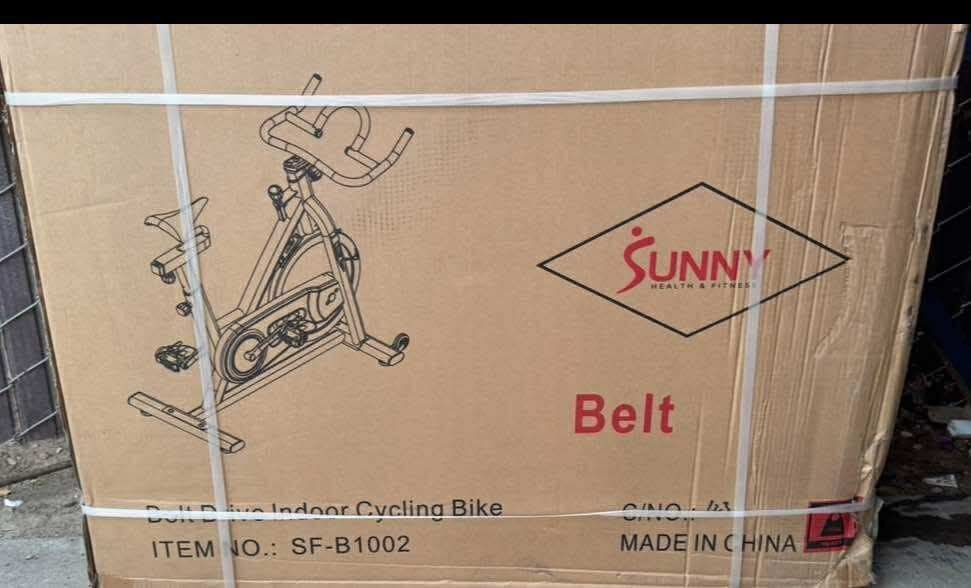 SUNNY
HEALTH & FITNESS
Belt
Belt Drive Indoor Cycling Bike
ITEM NO.: SF-B1002
C/NO.:
MADE IN CHINA